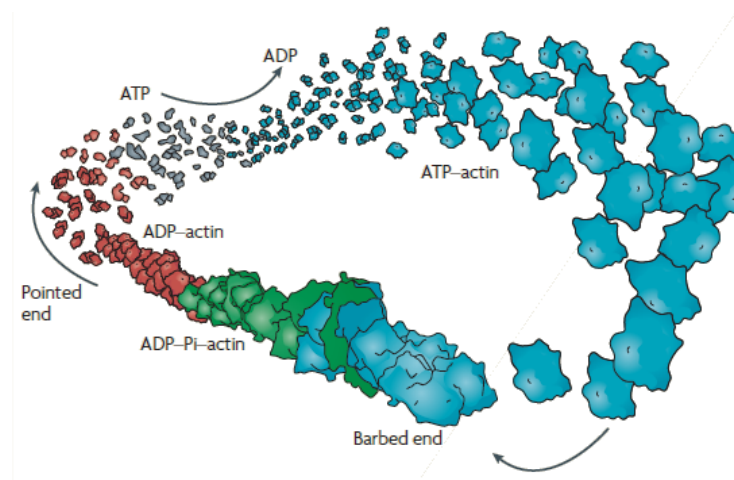 ADP
ATP
ATP–actin
ADP–actin
Pointed
end
ADP–Pi–actin
Barbed end